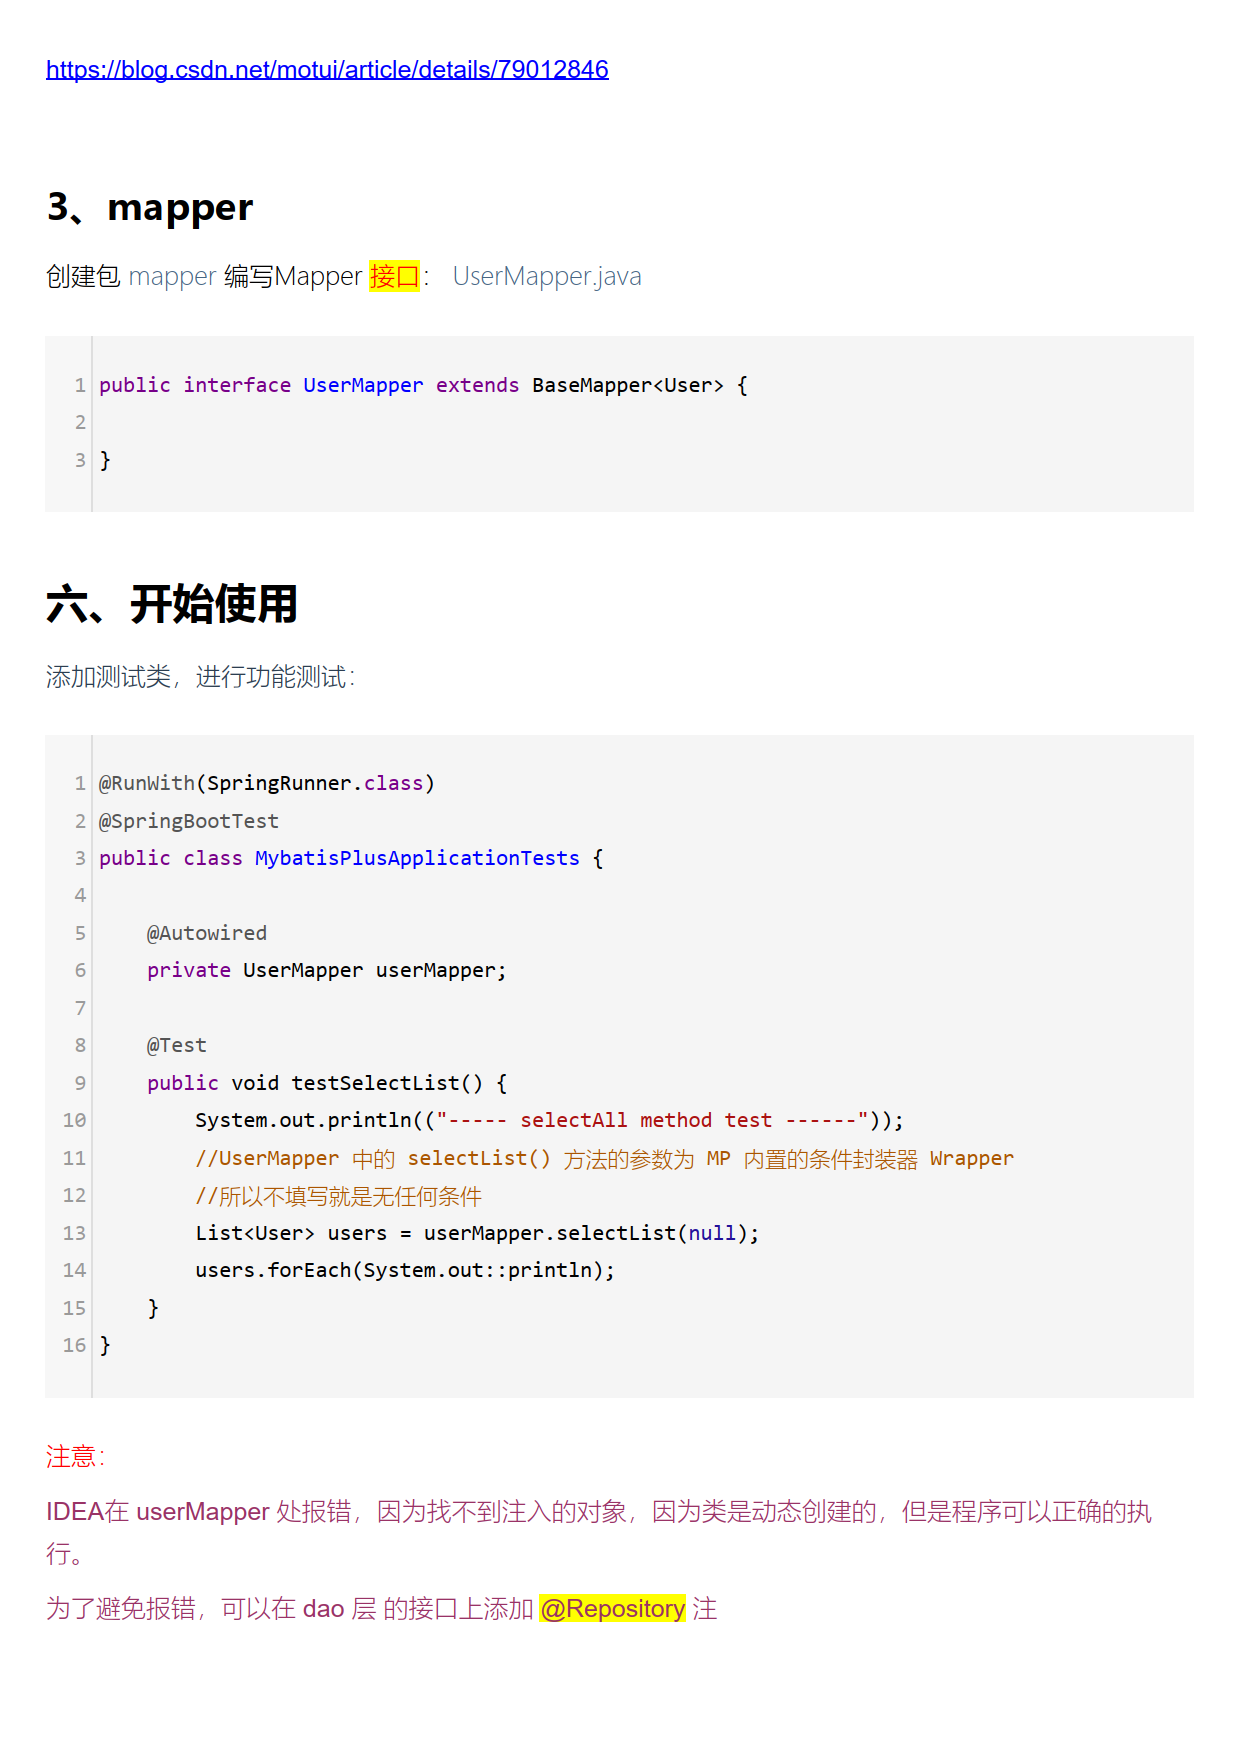 https://blog.csdn.net/motui/article/details/79012846
3、mapper
创建包 mapper 编写Mapper 接口： UserMapper.java
1 public interface UserMapper extends BaseMapper<User> {
2
3 }
六、开始使用
添加测试类，进行功能测试：
1 @RunWith(SpringRunner.class)
2 @SpringBootTest
3 public class MybatisPlusApplicationTests {
4
5     @Autowired
6     private UserMapper userMapper;
7
8     @Test
9     public void testSelectList() {
10         System.out.println(("----- selectAll method test ------"));
11         //UserMapper 中的 selectList() 方法的参数为 MP 内置的条件封装器 Wrapper
12         //所以不填写就是无任何条件
13         List<User> users = userMapper.selectList(null);
14         users.forEach(System.out::println);
15     }
16 }
注意：
IDEA在 userMapper 处报错，因为找不到注入的对象，因为类是动态创建的，但是程序可以正确的执
行。
为了避免报错，可以在 dao 层 的接口上添加 @Repository 注